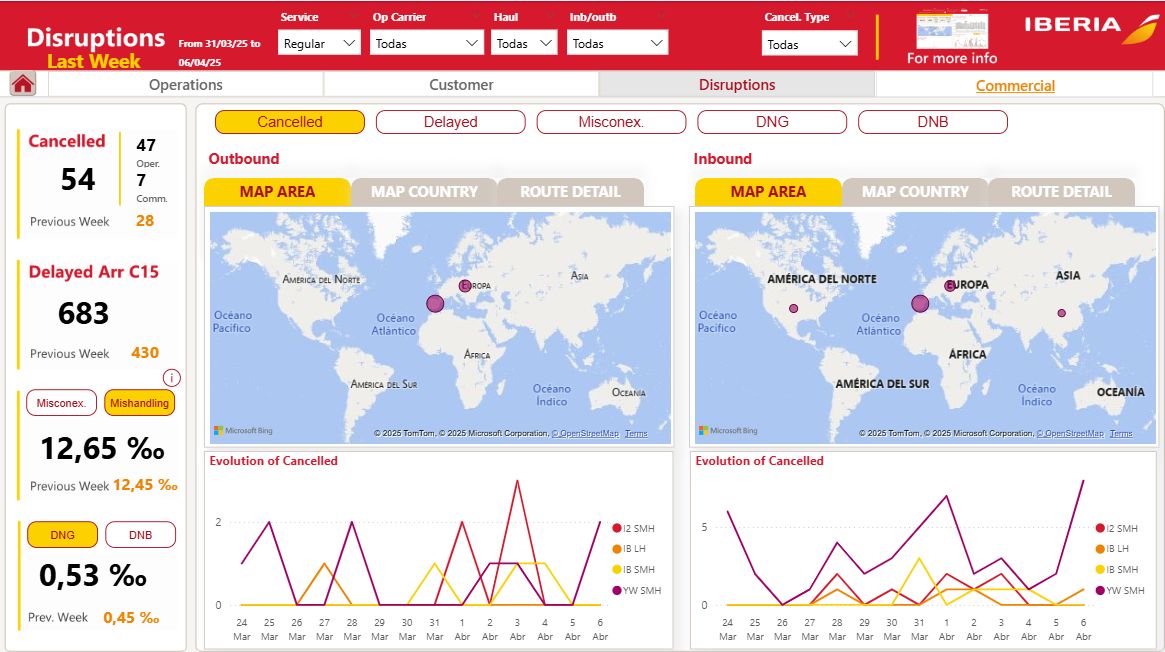 Disruptions
Last Week
From 31/03/25 to
06/04/25
Service
Regular
Op Carrier
Todas
Haul
Todas
Inb/outb
Todas
Cancel. Type
Todas
For more info
IBERIA
Operations
Customer
Disruptions
Commercial
Cancelled
54
47
Oper.
7
Comm.
Previous Week 28
Delayed Arr C15
683
Previous Week 430
i
Misconex.
Mishandling
12,65 ‰
Previous Week 12,45 ‰
DNG
DNB
0,53 ‰
Prev. Week 0,45 ‰
Cancelled
Delayed
Misconex.
DNG
DNB
Outbound
MAP AREA
MAP COUNTRY
ROUTE DETAIL
AMÉRICA DEL NORTE
EUROPA
ASIA
Océano
Pacífico
Océano
Atlántico
ÁFRICA
AMÉRICA DEL SUR
Océano
Índico
OCEANÍA
Microsoft Bing
© 2025 TomTom, © 2025 Microsoft Corporation, © OpenStreetMap Terms
Evolution of Cancelled
2
0
24 Mar
25 Mar
26 Mar
27 Mar
28 Mar
29 Mar
30 Mar
31 Mar
1 Abr
2 Abr
3 Abr
4 Abr
5 Abr
6 Abr
I2 SMH
IB LH
IB SMH
YW SMH
Inbound
MAP AREA
MAP COUNTRY
ROUTE DETAIL
AMÉRICA DEL NORTE
EUROPA
ASIA
Océano
Pacífico
Océano
Atlántico
ÁFRICA
AMÉRICA DEL SUR
Océano
Índico
OCEANÍA
Microsoft Bing
© 2025 TomTom, © 2025 Microsoft Corporation, © OpenStreetMap Terms
Evolution of Cancelled
5
0
24 Mar
25 Mar
26 Mar
27 Mar
28 Mar
29 Mar
30 Mar
31 Mar
1 Abr
2 Abr
3 Abr
4 Abr
5 Abr
6 Abr
I2 SMH
IB LH
IB SMH
YW SMH